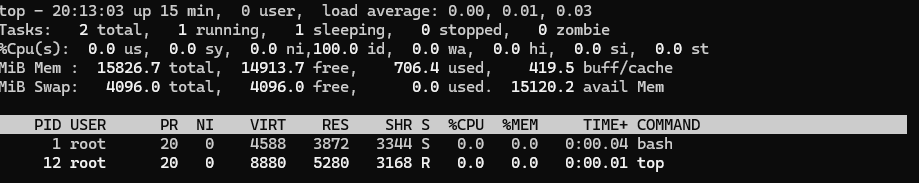 top - 20:13:03 up 15 min,  0 user,  load average: 0.00, 0.01, 0.03
Tasks:   2 total,   1 running,   1 sleeping,   0 stopped,   0 zombie
%Cpu(s):  0.0 us,  0.0 sy,  0.0 ni,100.0 id,  0.0 wa,  0.0 hi,  0.0 si,  0.0 st
MiB Mem :  15826.7 total,  14913.7 free,    706.4 used,    419.5 buff/cache
MiB Swap:   4096.0 total,   4096.0 free,      0.0 used.  15120.2 avail Mem
    PID USER      PR  NI    VIRT    RES    SHR S  %CPU  %MEM     TIME+ COMMAND
      1 root      20   0    4588   3872   3344 S   0.0   0.0   0:00.04 bash
     12 root      20   0    8880   5280   3168 R   0.0   0.0   0:00.01 top